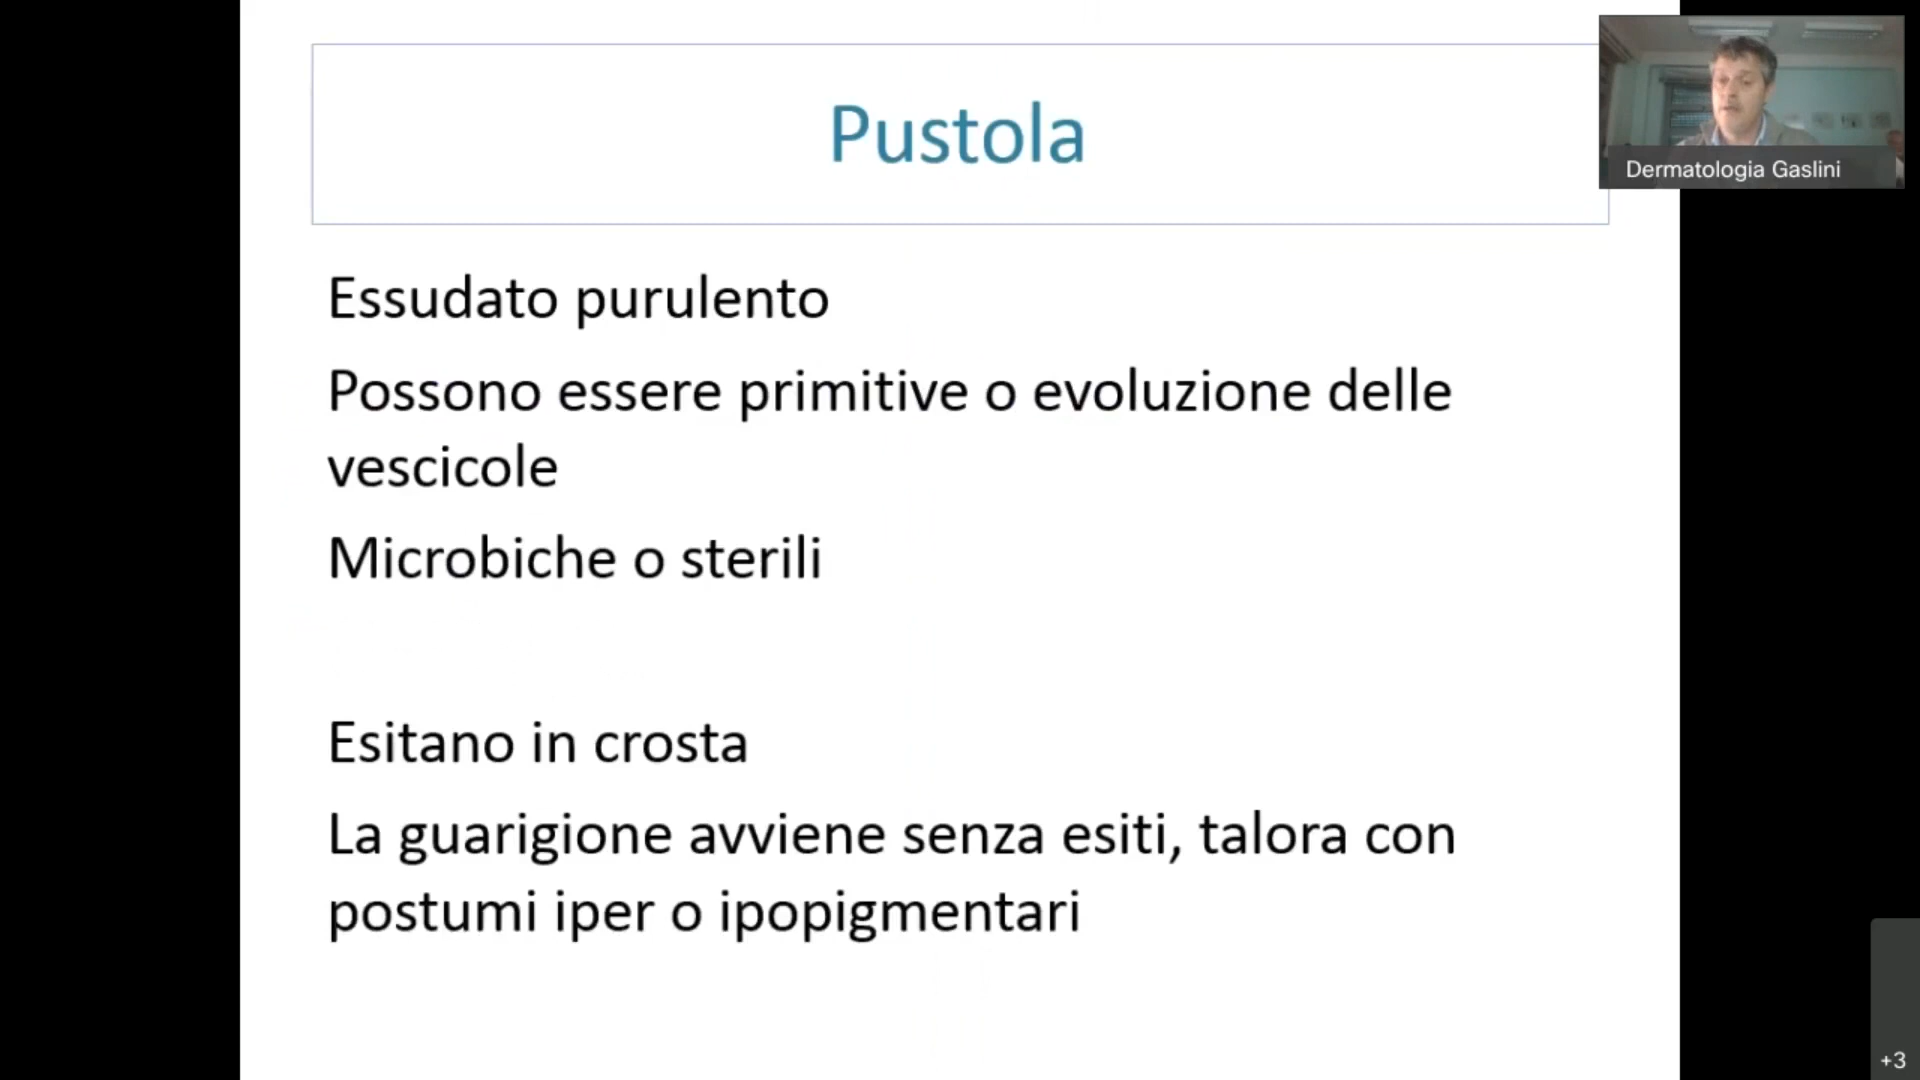 Pustola
Dermatologia Gaslini
Essudato purulento
Possono essere primitive o evoluzione delle
vescicole
Microbiche o sterili
Esitano in crosta
La guarigione avviene senza esiti, talora con
postumi iper o ipopigmentari
+3